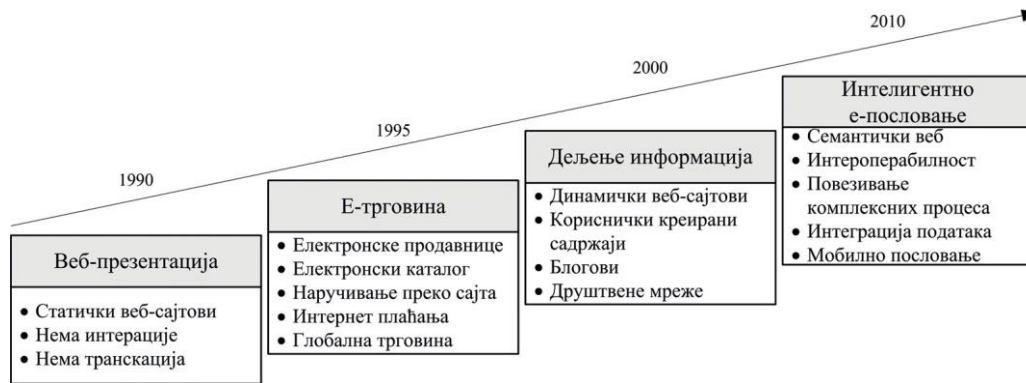 1990
Веб-презентација
• Статички веб-сајтови
• Нема интерације
• Нема транскација
1995
Е-трговина
• Електронске продавнице
• Електронски каталог
• Наручивање преко сајта
• Интернет плаћања
• Глобална трговина
2000
Дељење информација
• Динамички веб-сајтови
• Кориснички креирани
садржаји
• Блогови
• Друштвене мреже
2010
Интелигентно
е-пословање
• Семантички веб
• Интероперабилност
• Повезивање
комплексних процеса
• Интеграција података
• Мобилно пословање